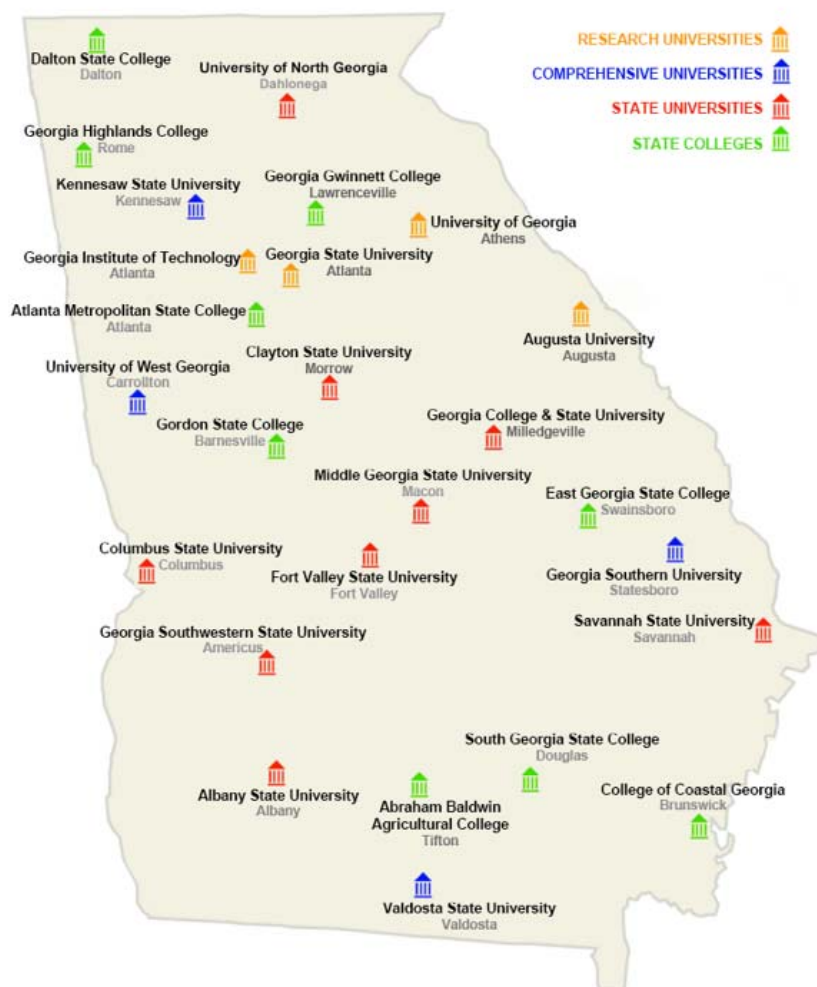 Dalton State College
Dalton
University of North Georgia
Dahlonega
RESEARCH UNIVERSITIES
COMPREHENSIVE UNIVERSITIES
STATE UNIVERSITIES
STATE COLLEGES
Georgia Highlands College
Rome
Kennesaw State University
Kennesaw
Georgia Gwinnett College
Lawrenceville
University of Georgia
Athens
Georgia Institute of Technology
Atlanta
Georgia State University
Atlanta
Atlanta Metropolitan State College
Atlanta
Augusta University
Augusta
Clayton State University
Morrow
University of West Georgia
Carrollton
Gordon State College
Barnesville
Georgia College & State University
Milledgeville
Middle Georgia State University
Macon
East Georgia State College
Swainsboro
Columbus State University
Columbus
Fort Valley State University
Fort Valley
Georgia Southern University
Statesboro
Savannah State University
Savannah
Georgia Southwestern State University
Americus
South Georgia State College
Douglas
Albany State University
Albany
Abraham Baldwin
Agricultural College
Tifton
College of Coastal Georgia
Brunswick
Valdosta State University
Valdosta